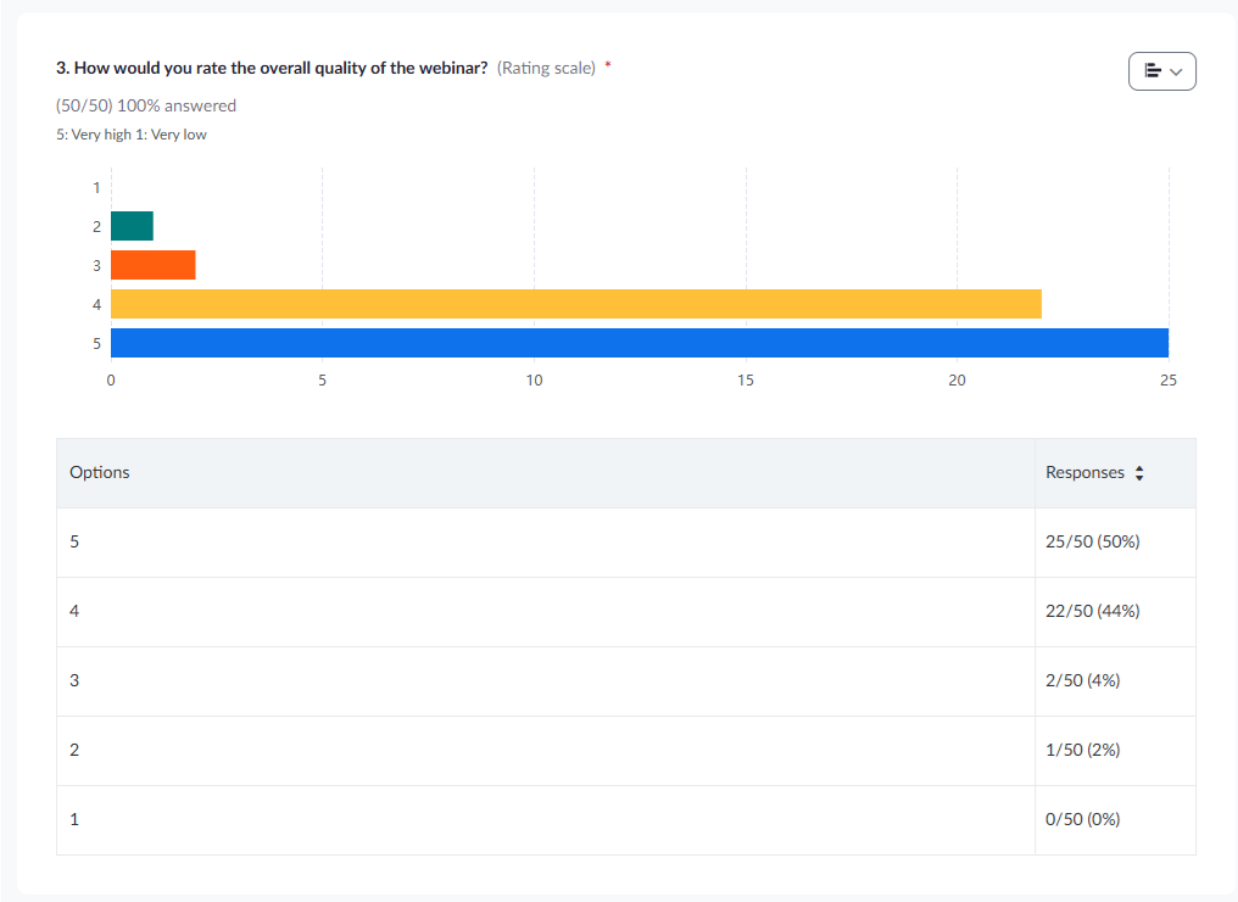 3. How would you rate the overall quality of the webinar? (Rating scale) *
(50/50) 100% answered
5: Very high 1: Very low
1
2
3
4
5
0 5 10 15 20 25
Options Responses
5 25/50 (50%)
4 22/50 (44%)
3 2/50 (4%)
2 1/50 (2%)
1 0/50 (0%)